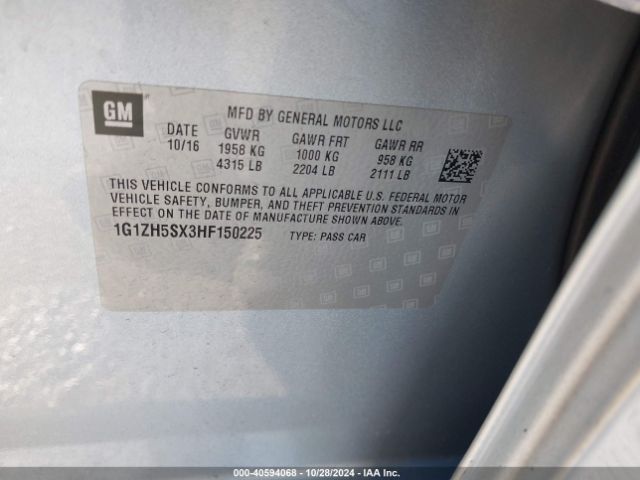 GM
MFD BY GENERAL MOTORS LLC
DATE GVWR GAWR FRT GAWR RR
10/16 1958 KG 1000 KG 958 KG
4315 LB 2204 LB 2111 LB
THIS VEHICLE CONFORMS TO ALL APPLICABLE U.S. FEDERAL MOTOR
VEHICLE SAFETY, BUMPER, AND THEFT PREVENTION STANDARDS IN
EFFECT ON THE DATE OF MANUFACTURE SHOWN ABOVE.
1G1ZH5SX3HF150225 TYPE: PASS CAR
000-40594068 | 10/28/2024 | IAA Inc.